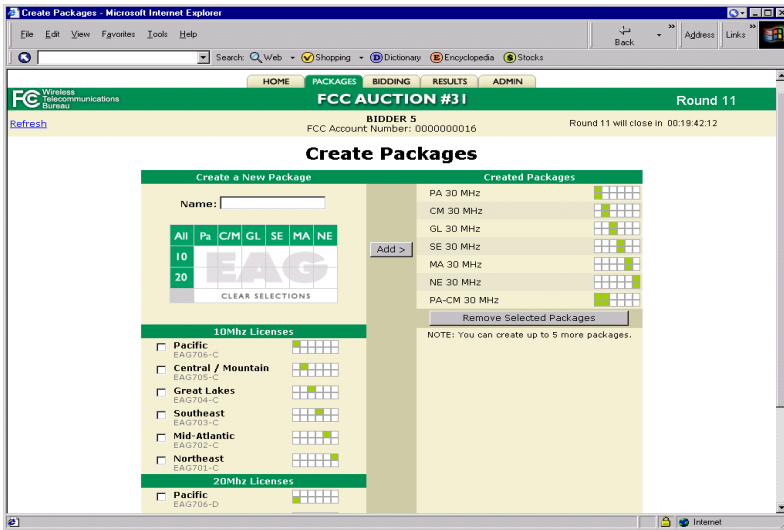 Create Packages - Microsoft Internet Explorer
File Edit View Favorites Tools Help
Back » Address Links »
Search: Web Shopping Dictionary Encyclopedia Stocks
HOME PACKAGES BIDDING RESULTS ADMIN
FCC Wireless Telecommunications Bureau
FCC AUCTION #31
Round 11
Refresh
BIDDER 5
FCC Account Number: 0000000016
Round 11 will close in 00:19:42:12
Create Packages
Create a New Package
Name:
All Pa C/M GL SE MA NE
10
20
EAG
CLEAR SELECTIONS
10Mhz Licenses
Pacific
EAG706-C
Central / Mountain
EAG705-C
Great Lakes
EAG704-C
Southeast
EAG703-C
Mid-Atlantic
EAG702-C
Northeast
EAG701-C
20Mhz Licenses
Pacific
EAG706-D
Add >
Created Packages
PA 30 MHz
CM 30 MHz
GL 30 MHz
SE 30 MHz
MA 30 MHz
NE 30 MHz
PA-CM 30 MHz
Remove Selected Packages
NOTE: You can create up to 5 more packages.
Internet